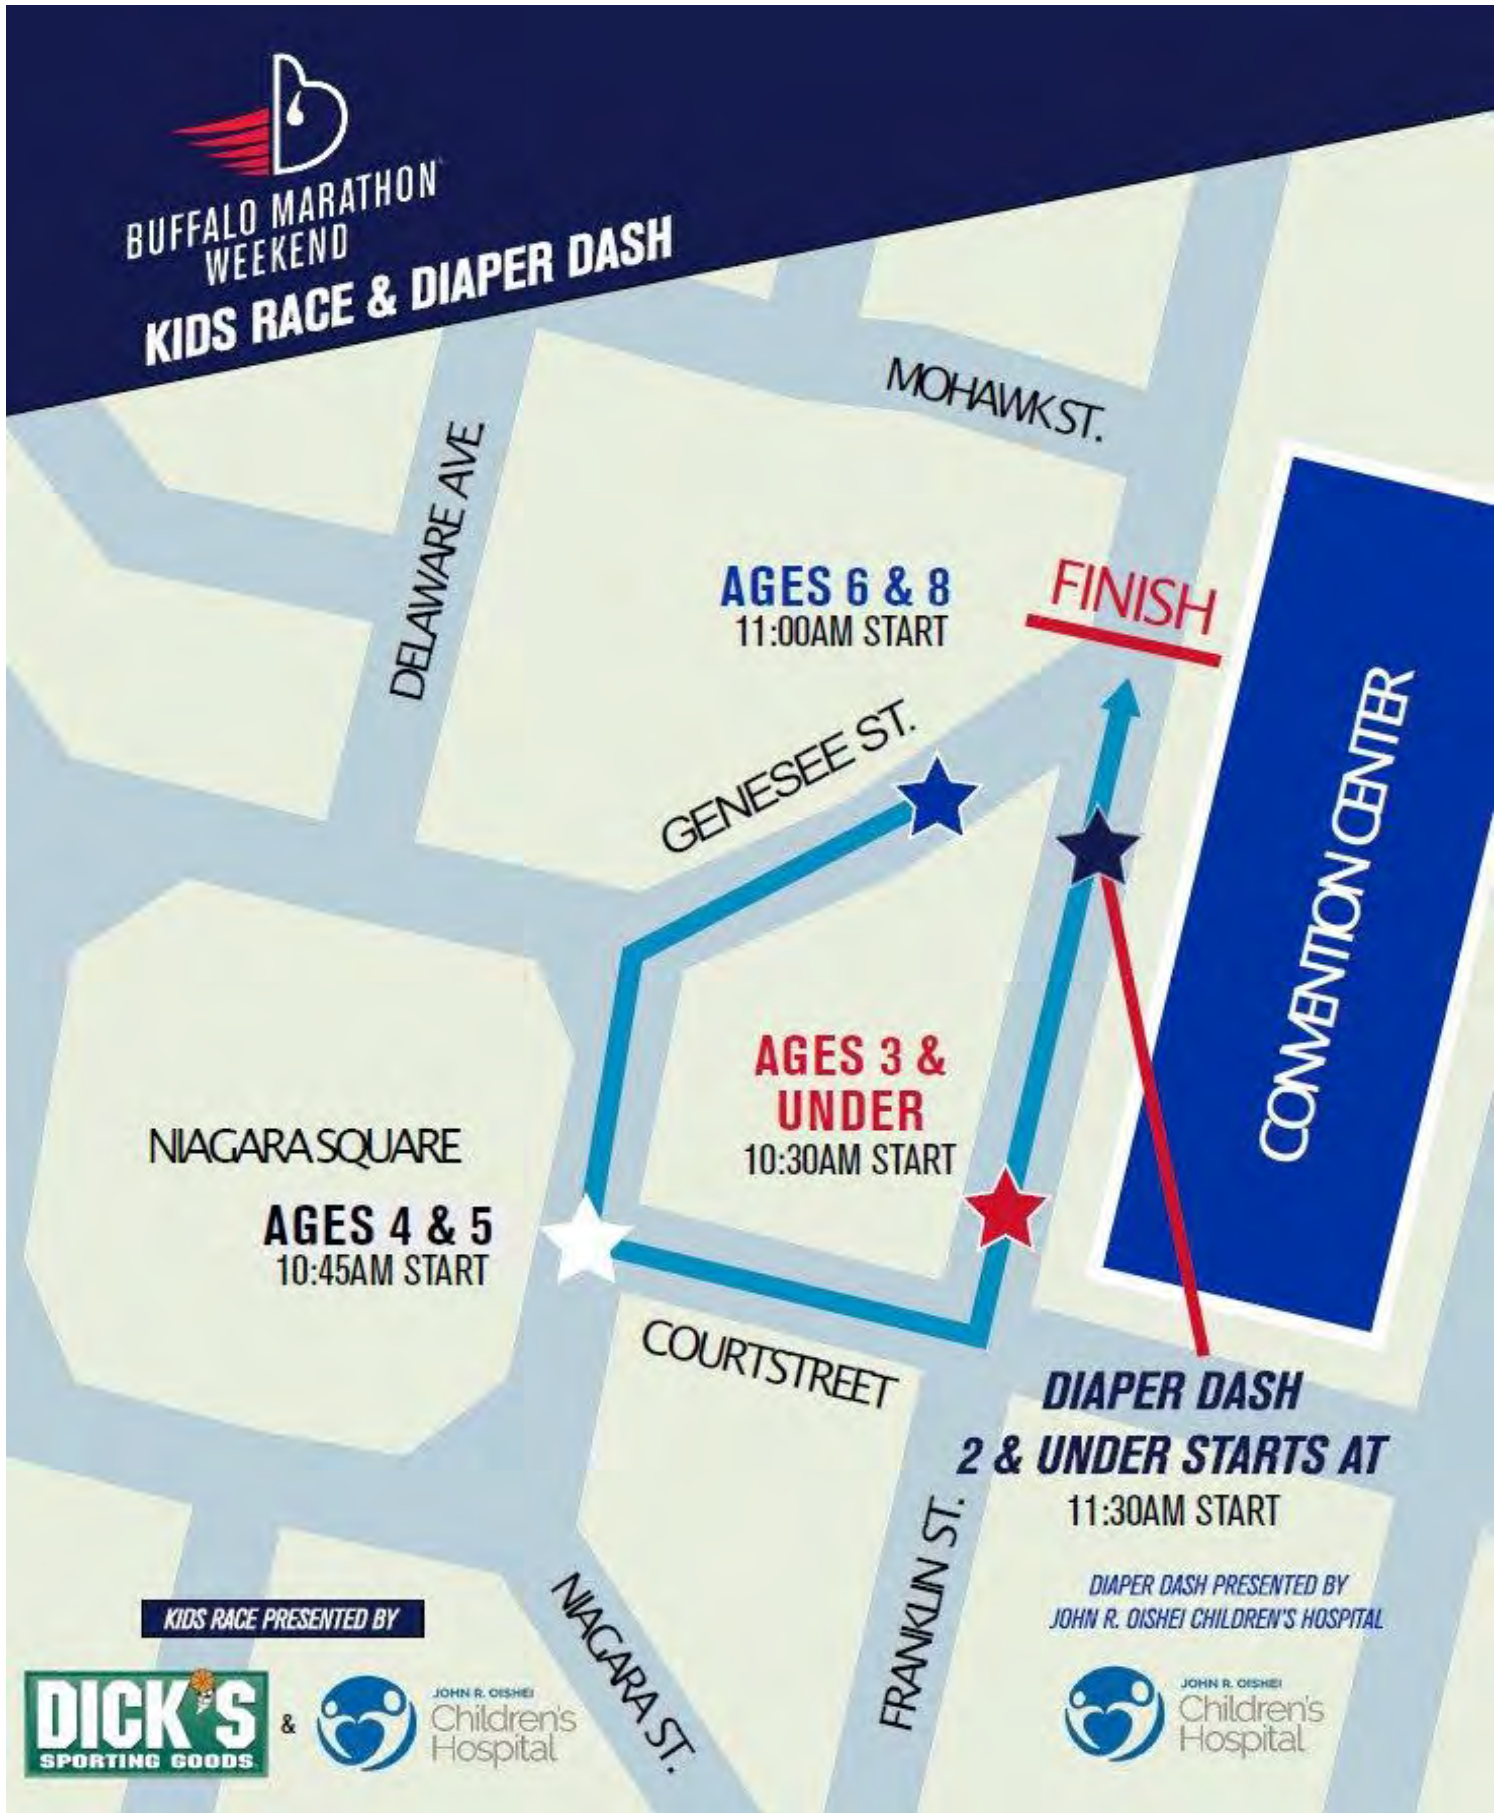 BUFFALO MARATHON
WEEKEND
KIDS RACE & DIAPER DASH
MOHAWK ST.
DELAWARE AVE.
AGES 6 & 8
11:00AM START
FINISH
GENESEE ST.
CONVENTION CENTER
AGES 3 &
UNDER
10:30AM START
NIAGARA SQUARE
AGES 4 & 5
10:45AM START
COURT STREET
DIAPER DASH
2 & UNDER STARTS AT
11:30AM START
FRANKLIN ST.
NIAGARA ST.
DIAPER DASH PRESENTED BY
JOHN R. OISHEI CHILDREN'S HOSPITAL
KIDS RACE PRESENTED BY
DICK'S
SPORTING GOODS
&
JOHN R. OISHEI
Children's
Hospital
JOHN R. OISHEI
Children's
Hospital